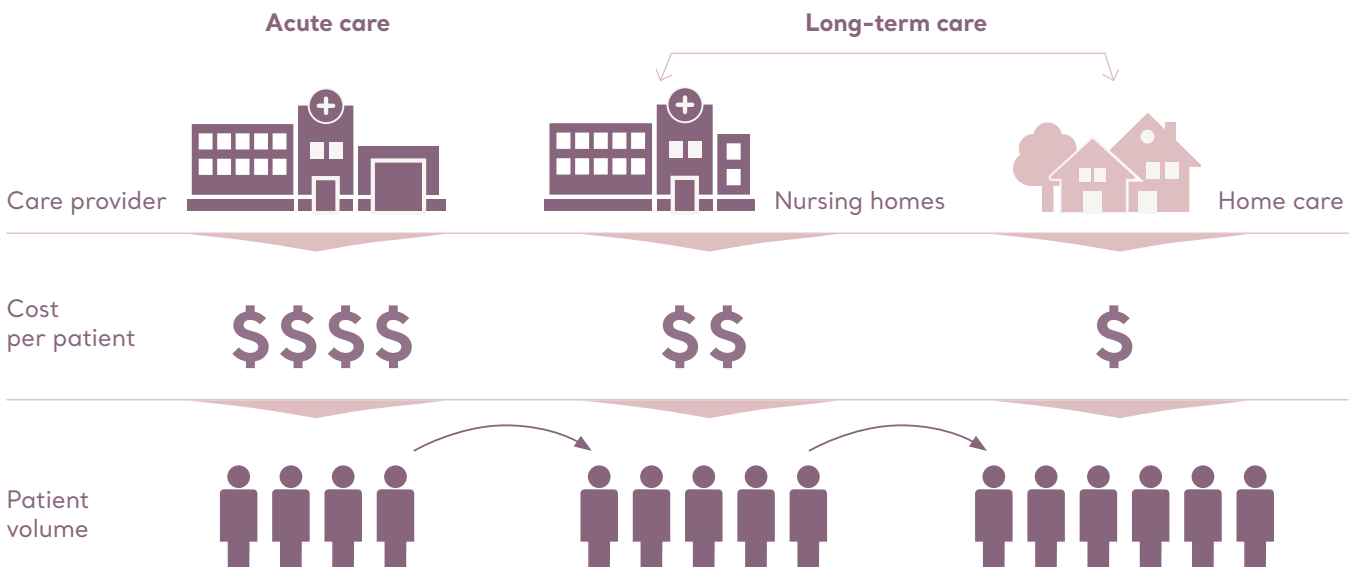 Acute care
Long-term care
Care provider
Nursing homes
Home care
Cost
per patient
$$$$
$$
$
Patient
volume